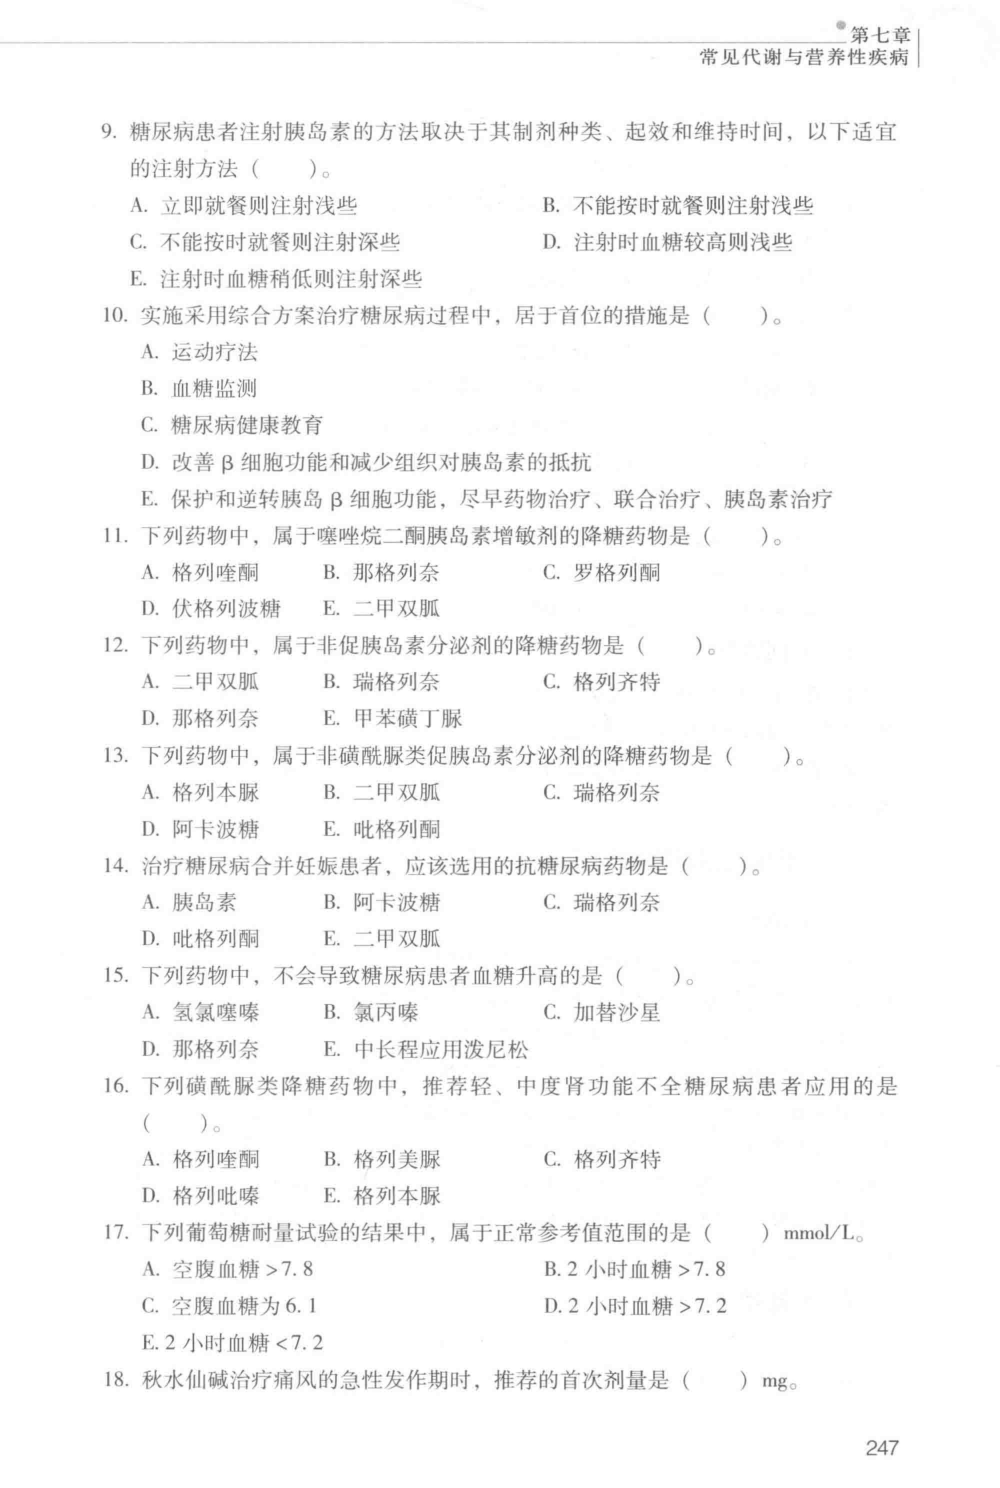 第七章
常见代谢与营养性疾病
9. 糖尿病患者注射胰岛素的方法取决于其制剂种类、起效和维持时间，以下适宜
的注射方法（　　）。
A. 立即就餐则注射浅些　　B. 不能按时就餐则注射浅些
C. 不能按时就餐则注射深些　　D. 注射时血糖较高则浅些
E. 注射时血糖稍低则注射深些
10. 实施采用综合方案治疗糖尿病过程中，居于首位的措施是（　　）。
A. 运动疗法
B. 血糖监测
C. 糖尿病健康教育
D. 改善 β 细胞功能和减少组织对胰岛素的抵抗
E. 保护和逆转胰岛 β 细胞功能，尽早药物治疗、联合治疗、胰岛素治疗
11. 下列药物中，属于噻唑烷二酮胰岛素增敏剂的降糖药物是（　　）。
A. 格列喹酮　　B. 那格列奈　　C. 罗格列酮
D. 伏格列波糖　　E. 二甲双胍
12. 下列药物中，属于非促胰岛素分泌剂的降糖药物是（　　）。
A. 二甲双胍　　B. 瑞格列奈　　C. 格列齐特
D. 那格列奈　　E. 甲苯磺丁脲
13. 下列药物中，属于非磺酰脲类促胰岛素分泌剂的降糖药物是（　　）。
A. 格列本脲　　B. 二甲双胍　　C. 瑞格列奈
D. 阿卡波糖　　E. 吡格列酮
14. 治疗糖尿病合并妊娠患者，应该选用的抗糖尿病药物是（　　）。
A. 胰岛素　　B. 阿卡波糖　　C. 瑞格列奈
D. 吡格列酮　　E. 二甲双胍
15. 下列药物中，不会导致糖尿病患者血糖升高的是（　　）。
A. 氢氯噻嗪　　B. 氯丙嗪　　C. 加替沙星
D. 那格列奈　　E. 中长程应用泼尼松
16. 下列磺酰脲类降糖药物中，推荐轻、中度肾功能不全糖尿病患者应用的是
（　　）。
A. 格列喹酮　　B. 格列美脲　　C. 格列齐特
D. 格列吡嗪　　E. 格列本脲
17. 下列葡萄糖耐量试验的结果中，属于正常参考值范围的是（　　）mmol/L。
A. 空腹血糖 >7.8　　B. 2 小时血糖 >7.8
C. 空腹血糖为 6.1　　D. 2 小时血糖 >7.2
E. 2 小时血糖 <7.2
18. 秋水仙碱治疗痛风的急性发作期时，推荐的首次剂量是（　　）mg。
247